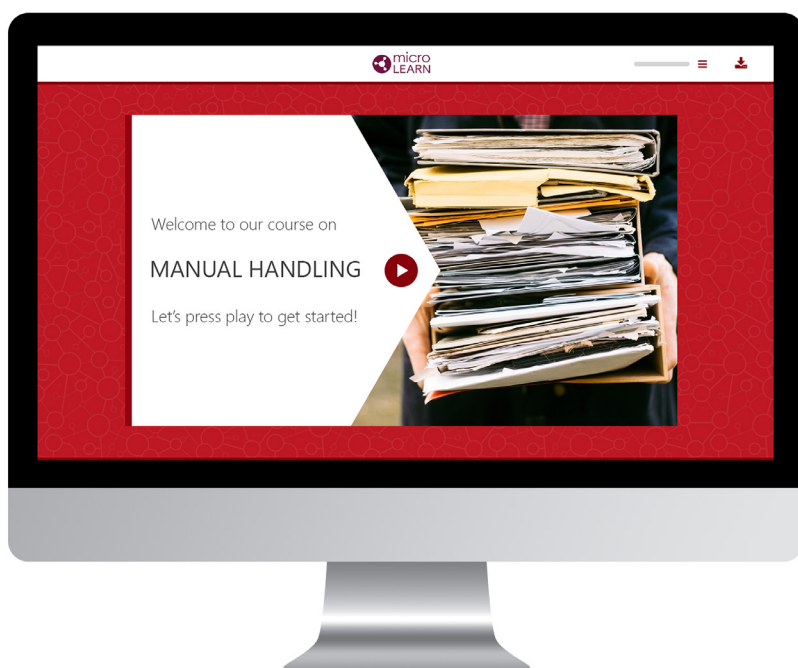 micro
LEARN
Welcome to our course on
MANUAL HANDLING
Let's press play to get started!